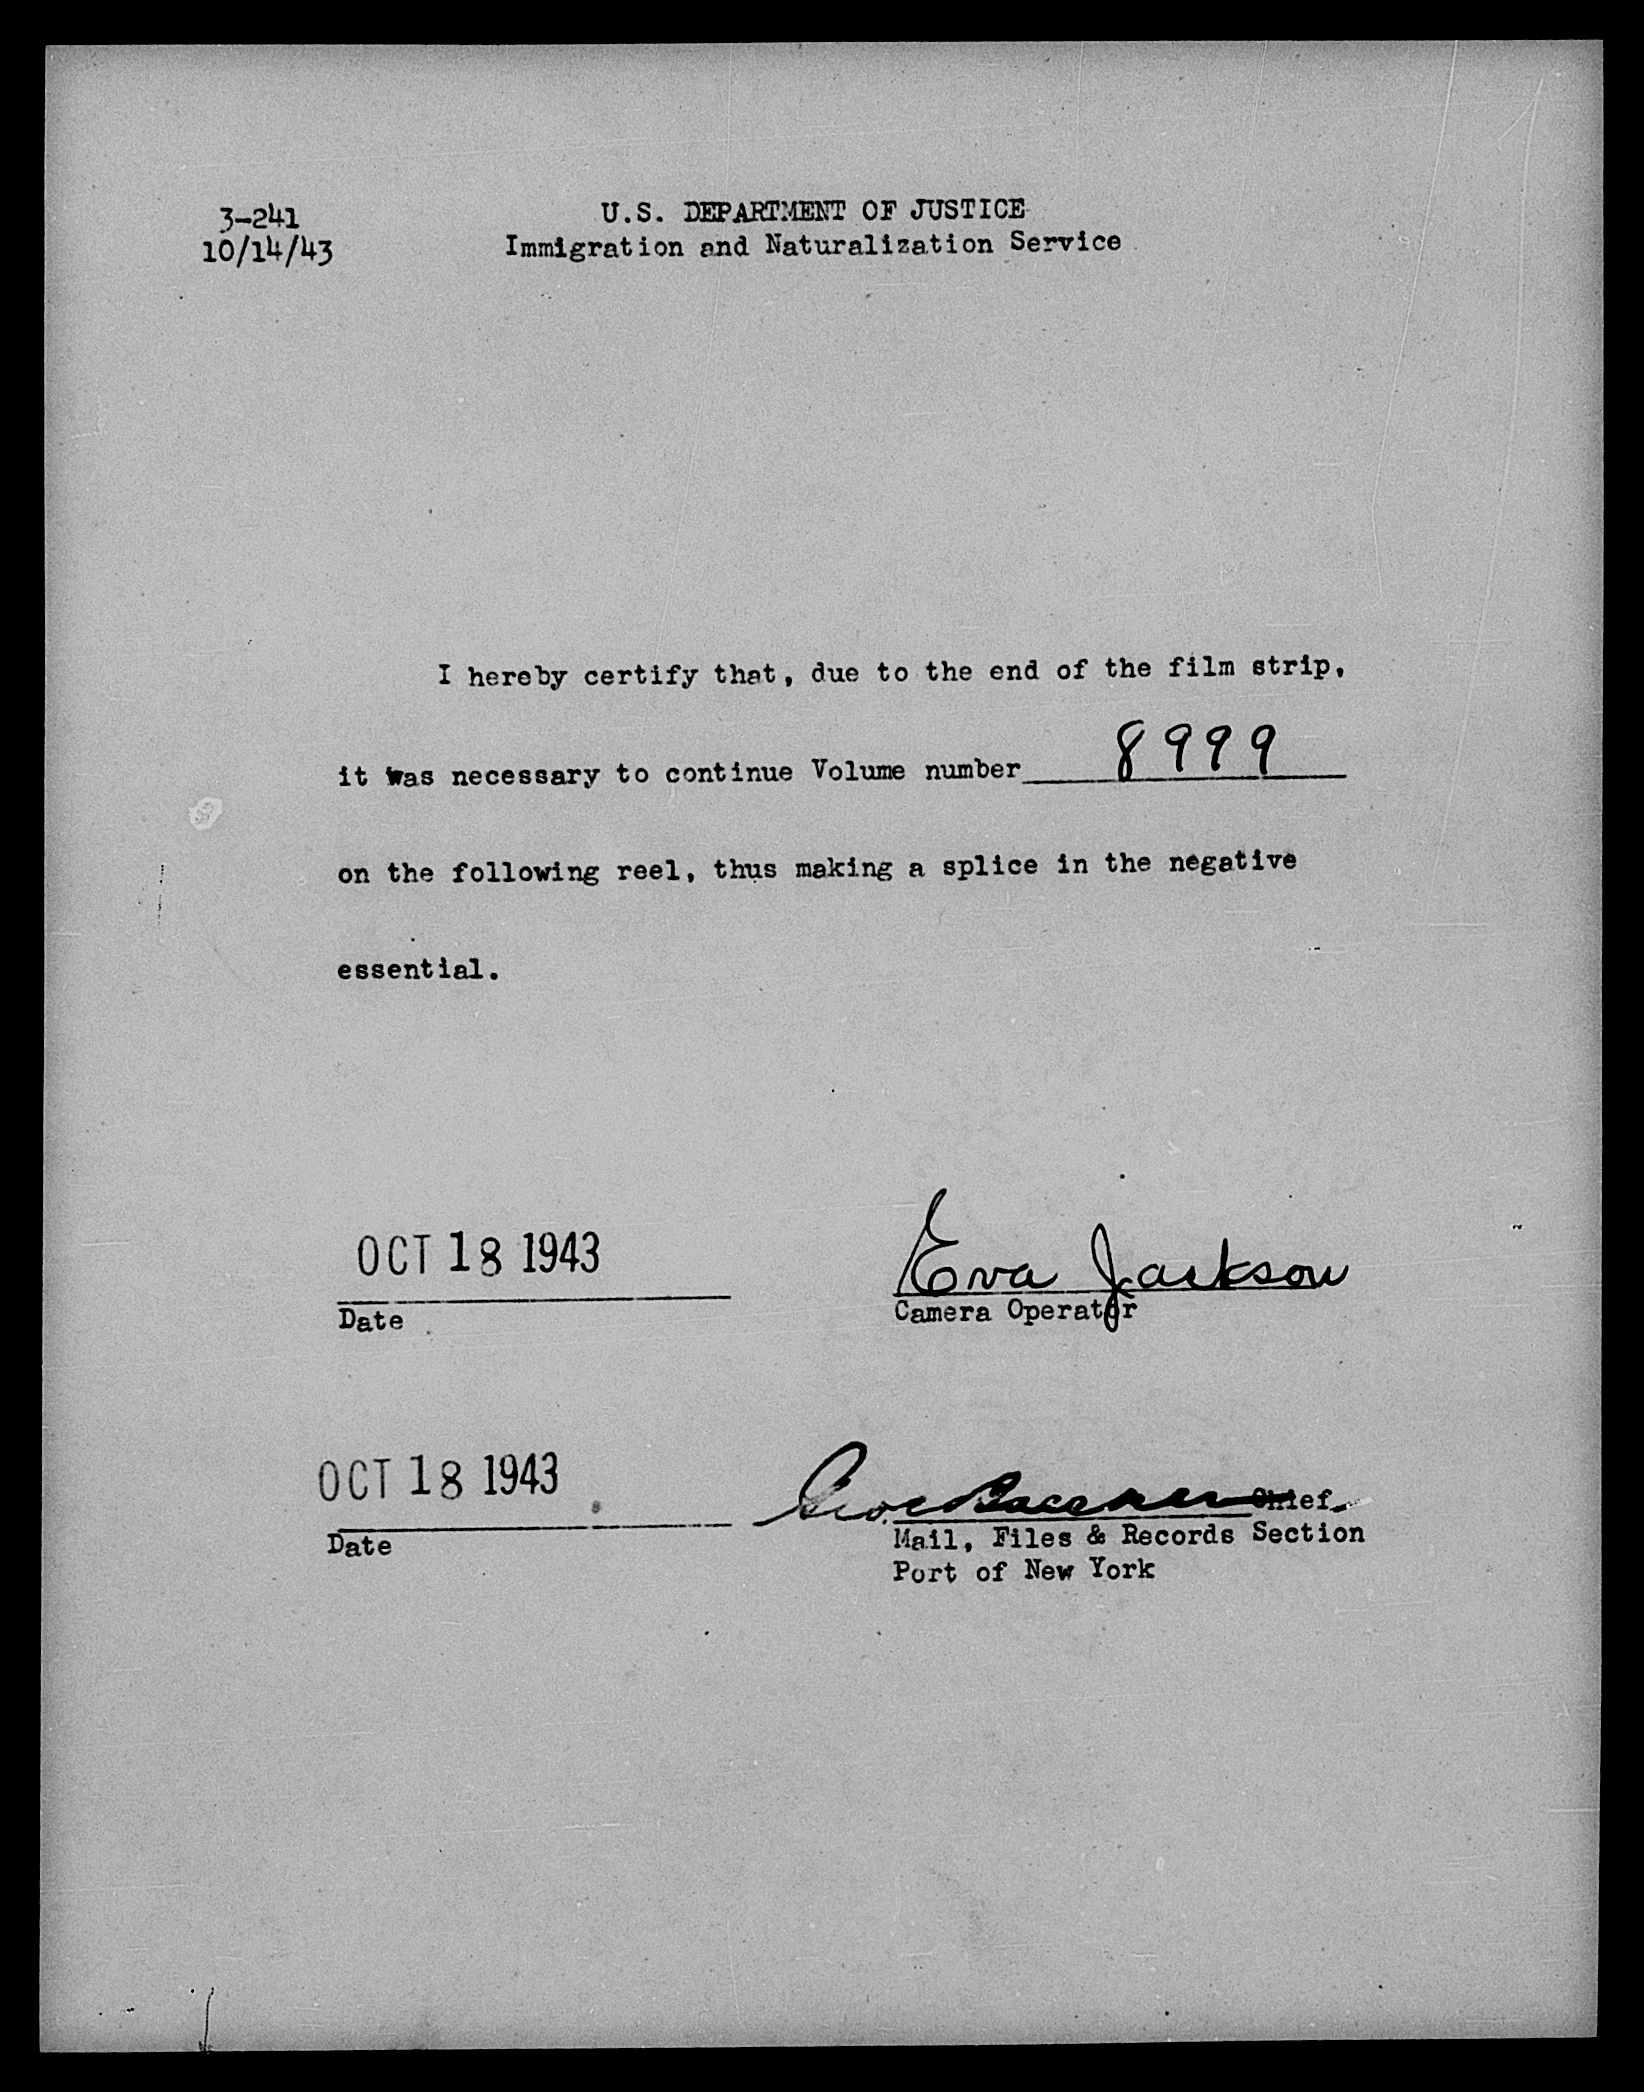 3-241
10/14/43
U.S. DEPARTMENT OF JUSTICE
Immigration and Naturalization Service
I hereby certify that, due to the end of the film strip,
it was necessary to continue Volume number 8999
on the following reel, thus making a splice in the negative
essential.
OCT 18 1943
Date
Eva Jackson
Camera Operator
OCT 18 1943
Date
Chief,
Mail, Files & Records Section
Port of New York